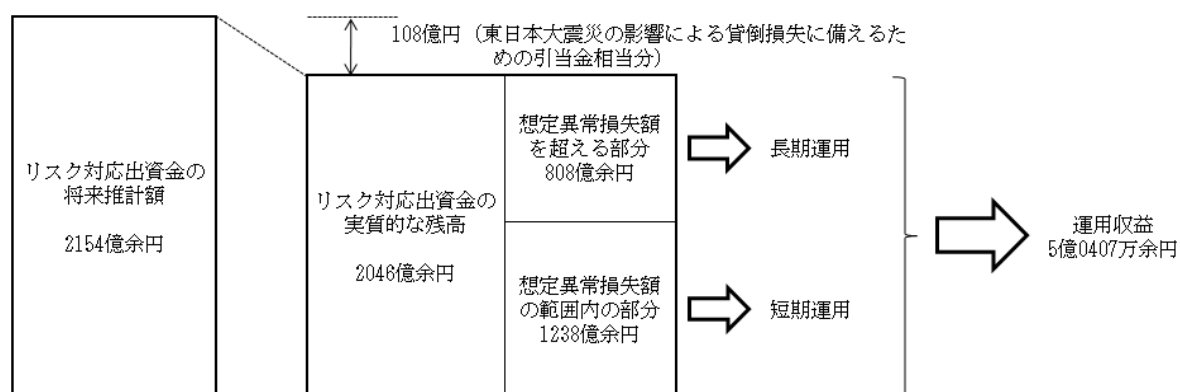 108億円（東日本大震災の影響による貸倒損失に備えるた
めの引当金相当分）
リスク対応出資金の
将来推計額
2154億余円
リスク対応出資金の
実質的な残高
2046億余円
想定異常損失額
を超える部分
808億余円
長期運用
想定異常損失額
の範囲内の部分
1238億余円
短期運用
運用収益
5億0407万余円